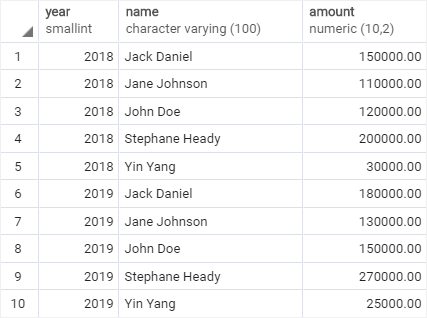 year name amount
smallint character varying (100) numeric (10,2)
1 2018 Jack Daniel 150000.00
2 2018 Jane Johnson 110000.00
3 2018 John Doe 120000.00
4 2018 Stephane Heady 200000.00
5 2018 Yin Yang 30000.00
6 2019 Jack Daniel 180000.00
7 2019 Jane Johnson 130000.00
8 2019 John Doe 150000.00
9 2019 Stephane Heady 270000.00
10 2019 Yin Yang 25000.00